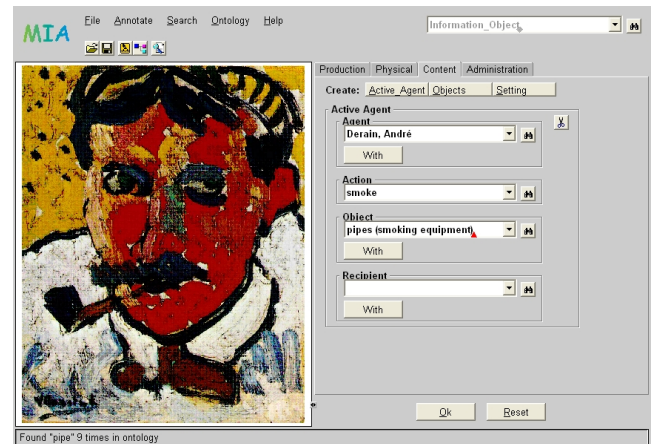 MIA
File Annotate Search Ontology Help
Information_Object
Production Physical Content Administration
Create: Active_Agent Objects Setting
Active Agent
Agent
Derain, André
With
Action
smoke
Object
pipes (smoking equipment)
With
Recipient
With
Ok Reset
Found "pipe" 9 times in ontology